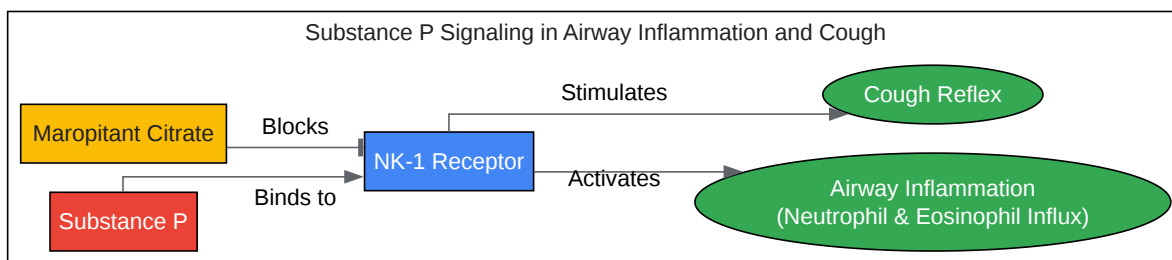 Substance P Signaling in Airway Inflammation and Cough
Stimulates
Cough Reflex
Maropitant Citrate
Blocks
NK-1 Receptor
Activates
Airway Inflammation
(Neutrophil & Eosinophil Influx)
Binds to
Substance P